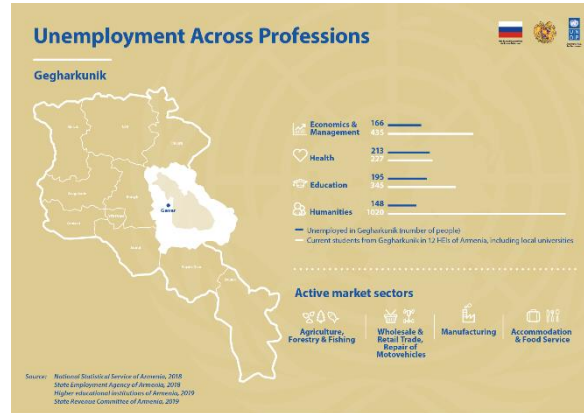 Unemployment Across Professions
Gegharkunik
Economics &
Management
166
435
Health
213
227
Education
195
345
Humanities
148
1020
Gavar
Unemployed in Gegharkunik (number of people)
Current students from Gegharkunik in 12 HEIs of Armenia, including local universities
Active market sectors
Agriculture,
Forestry & Fishing
Wholesale &
Retail Trade,
Repair of
Motovehicles
Manufacturing
Accommodation
& Food Service
Source: National Statistical Service of Armenia, 2018
State Employment Agency of Armenia, 2018
Higher educational institutions of Armenia, 2019
State Revenue Committee of Armenia, 2019